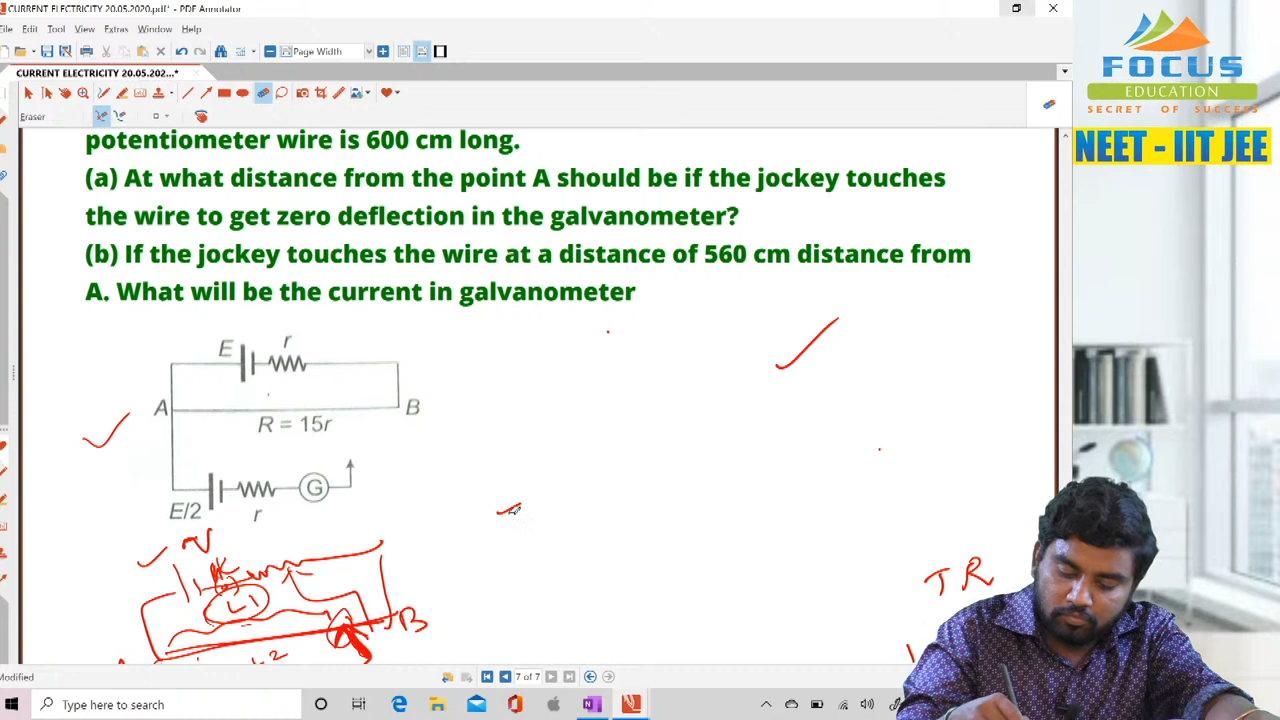 CURRENT ELECTRICITY 20.05.2020.pdf* - PDF Annotator
File Edit Tool View Extras Window Help
Page Width
CURRENT ELECTRICITY 20.05.202...*
Eraser
FOCUS
EDUCATION
SECRET OF SUCCESS
NEET - IIT JEE
potentiometer wire is 600 cm long.
(a) At what distance from the point A should be if the jockey touches
the wire to get zero deflection in the galvanometer?
(b) If the jockey touches the wire at a distance of 560 cm distance from
A. What will be the current in galvanometer
E r
A B
R = 15r
G
E/2 r
B
T R
Modified
7 of 7
Type here to search